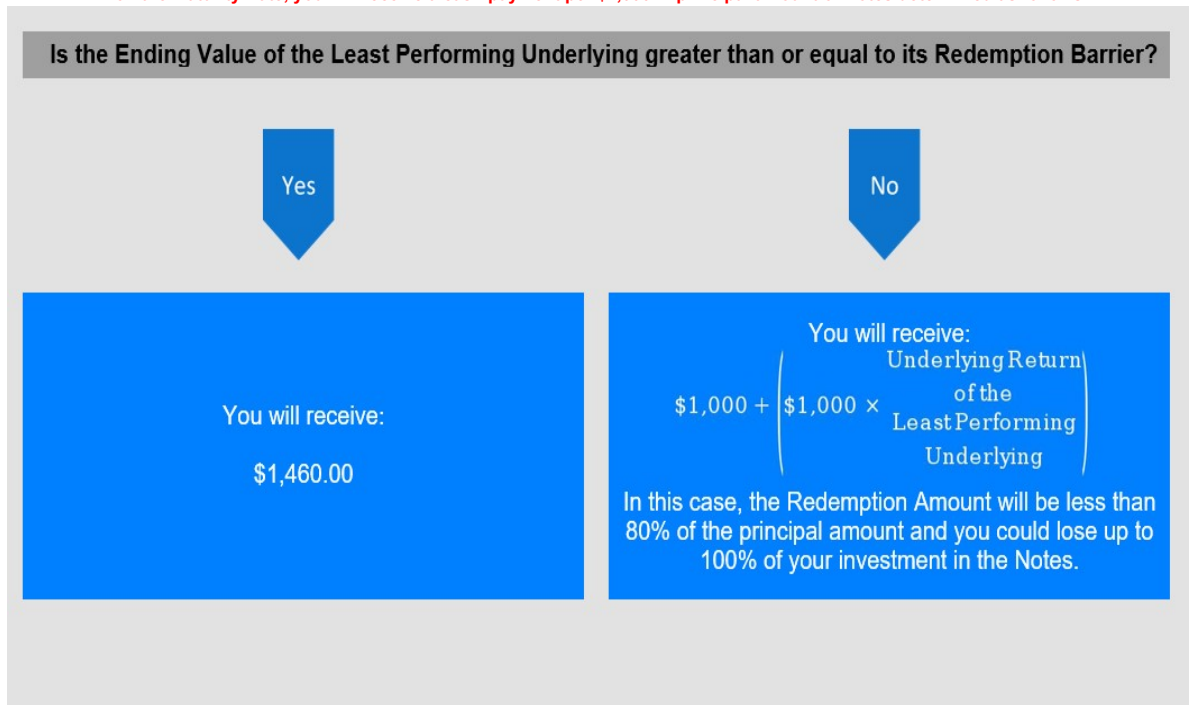 Is the Ending Value of the Least Performing Underlying greater than or equal to its Redemption Barrier?
Yes
No
You will receive:
$1,460.00
You will receive:
$1,000 + ($1,000 × Underlying Return
of the
Least Performing
Underlying)
In this case, the Redemption Amount will be less than
80% of the principal amount and you could lose up to
100% of your investment in the Notes.